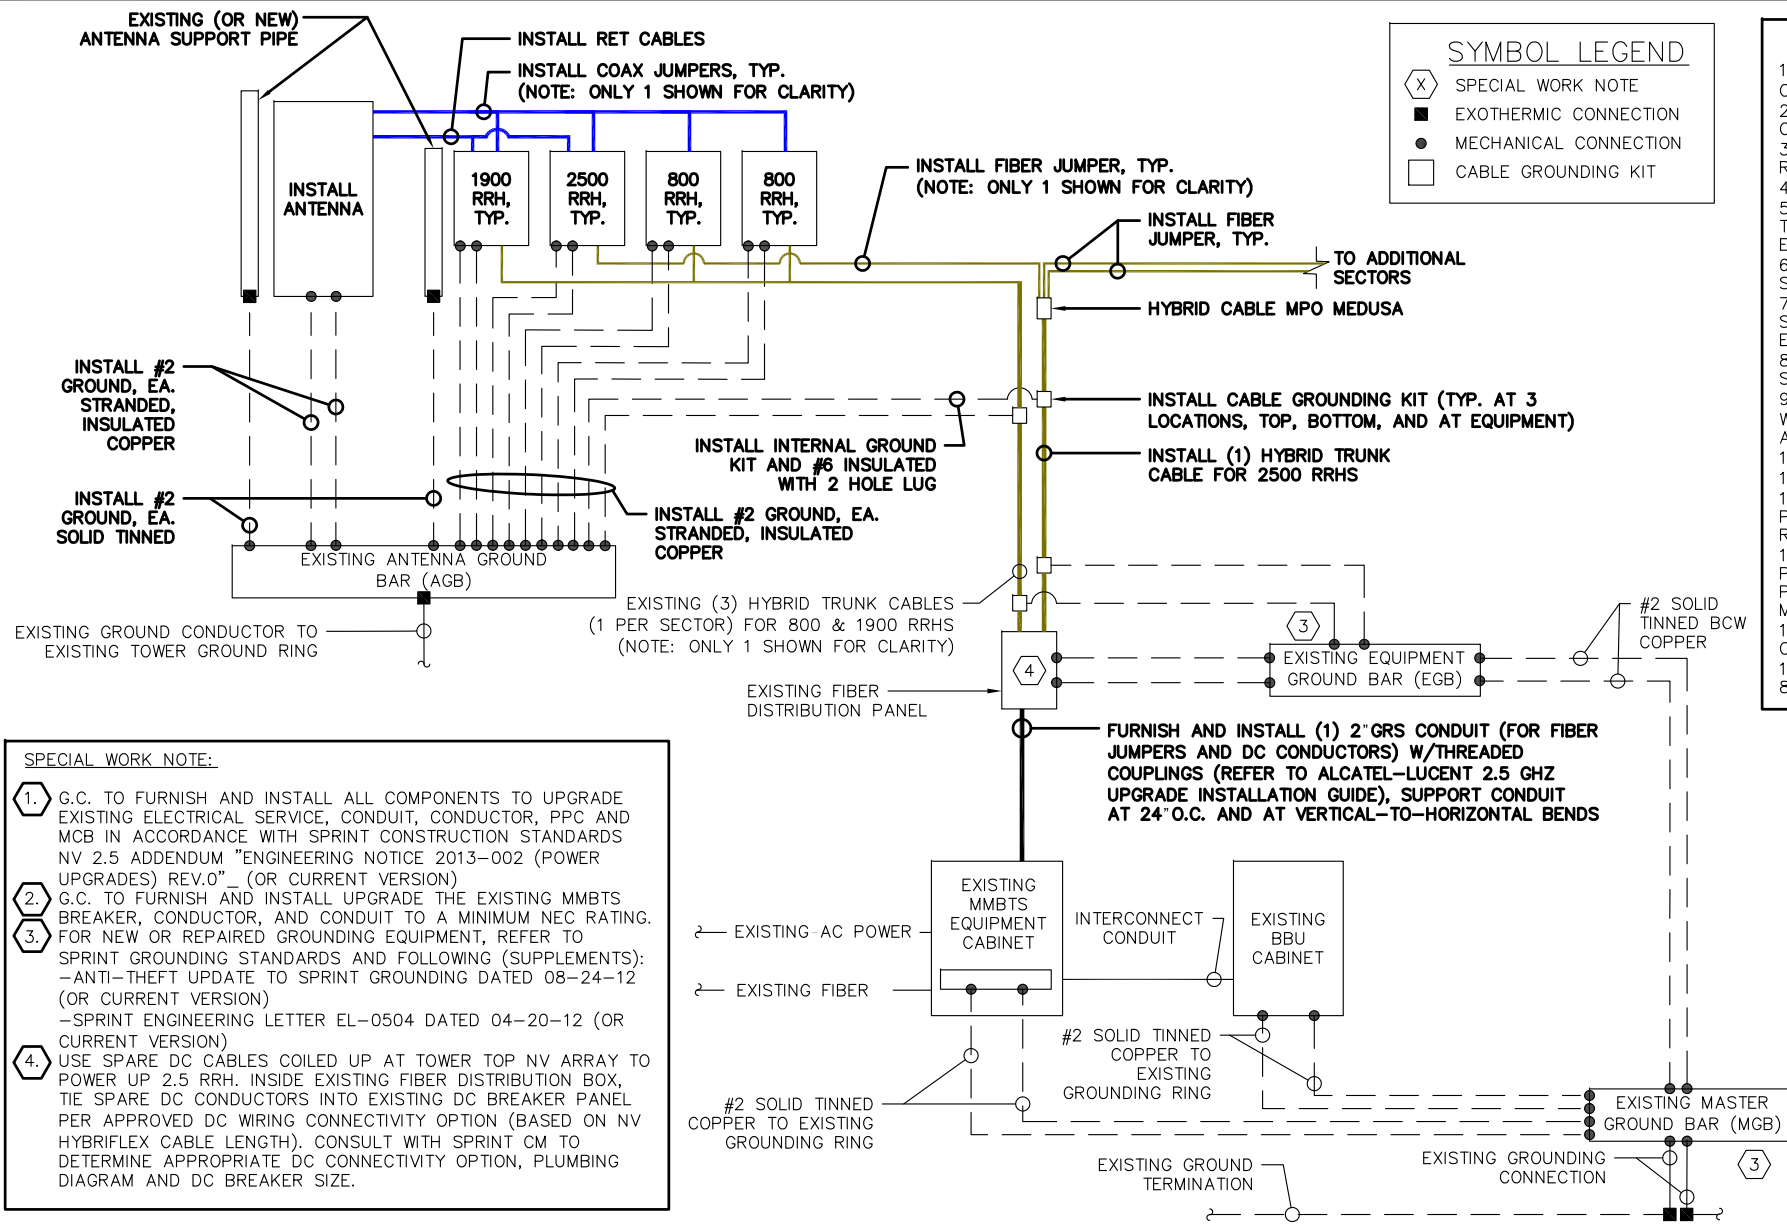 EXISTING (OR NEW)
ANTENNA SUPPORT PIPE
INSTALL RET CABLES
INSTALL COAX JUMPERS, TYP.
(NOTE: ONLY 1 SHOWN FOR CLARITY)
INSTALL
ANTENNA
1900
RRH,
TYP.
2500
RRH,
TYP.
800
RRH,
TYP.
800
RRH,
TYP.
INSTALL FIBER JUMPER, TYP.
(NOTE: ONLY 1 SHOWN FOR CLARITY)
INSTALL FIBER
JUMPER, TYP.
TO ADDITIONAL
SECTORS
HYBRID CABLE MPO MEDUSA
SYMBOL LEGEND
X SPECIAL WORK NOTE
EXOTHERMIC CONNECTION
MECHANICAL CONNECTION
CABLE GROUNDING KIT
INSTALL #2
GROUND, EA.
STRANDED,
INSULATED
COPPER
INSTALL #2
GROUND, EA.
SOLID TINNED
INSTALL CABLE GROUNDING KIT (TYP. AT 3
LOCATIONS, TOP, BOTTOM, AND AT EQUIPMENT)
INSTALL INTERNAL GROUND
KIT AND #6 INSULATED
WITH 2 HOLE LUG
INSTALL (1) HYBRID TRUNK
CABLE FOR 2500 RRHS
INSTALL #2 GROUND, EA.
STRANDED, INSULATED
COPPER
EXISTING ANTENNA GROUND
BAR (AGB)
EXISTING GROUND CONDUCTOR TO
EXISTING TOWER GROUND RING
EXISTING (3) HYBRID TRUNK CABLES
(1 PER SECTOR) FOR 800 & 1900 RRHS
(NOTE: ONLY 1 SHOWN FOR CLARITY)
3
#2 SOLID
TINNED BCW
COPPER
4
EXISTING EQUIPMENT
GROUND BAR (EGB)
EXISTING FIBER
DISTRIBUTION PANEL
FURNISH AND INSTALL (1) 2" GRS CONDUIT (FOR FIBER
JUMPERS AND DC CONDUCTORS) W/THREADED
COUPLINGS (REFER TO ALCATEL-LUCENT 2.5 GHZ
UPGRADE INSTALLATION GUIDE), SUPPORT CONDUIT
AT 24" O.C. AND AT VERTICAL-TO-HORIZONTAL BENDS
SPECIAL WORK NOTE:
1. G.C. TO FURNISH AND INSTALL ALL COMPONENTS TO UPGRADE
EXISTING ELECTRICAL SERVICE, CONDUIT, CONDUCTOR, PPC AND
MCB IN ACCORDANCE WITH SPRINT CONSTRUCTION STANDARDS
NV 2.5 ADDENDUM "ENGINEERING NOTICE 2013-002 (POWER
UPGRADES) REV.0"_ (OR CURRENT VERSION)
2. G.C. TO FURNISH AND INSTALL UPGRADE THE EXISTING MMBTS
BREAKER, CONDUCTOR, AND CONDUIT TO A MINIMUM NEC RATING.
3. FOR NEW OR REPAIRED GROUNDING EQUIPMENT, REFER TO
SPRINT GROUNDING STANDARDS AND FOLLOWING (SUPPLEMENTS):
-ANTI-THEFT UPDATE TO SPRINT GROUNDING DATED 08-24-12
(OR CURRENT VERSION)
-SPRINT ENGINEERING LETTER EL-0504 DATED 04-20-12 (OR
CURRENT VERSION)
4. USE SPARE DC CABLES COILED UP AT TOWER TOP NV ARRAY TO
POWER UP 2.5 RRH. INSIDE EXISTING FIBER DISTRIBUTION BOX,
TIE SPARE DC CONDUCTORS INTO EXISTING DC BREAKER PANEL
PER APPROVED DC WIRING CONNECTIVITY OPTION (BASED ON NV
HYBRIFLEX CABLE LENGTH). CONSULT WITH SPRINT CM TO
DETERMINE APPROPRIATE DC CONNECTIVITY OPTION, PLUMBING
DIAGRAM AND DC BREAKER SIZE.
EXISTING
MMBTS
EQUIPMENT
CABINET
EXISTING AC POWER
EXISTING FIBER
INTERCONNECT
CONDUIT
EXISTING
BBU
CABINET
#2 SOLID TINNED
COPPER TO
EXISTING
GROUNDING RING
#2 SOLID TINNED
COPPER TO EXISTING
GROUNDING RING
EXISTING MASTER
GROUND BAR (MGB)
EXISTING GROUND
TERMINATION
EXISTING GROUNDING
CONNECTION
3